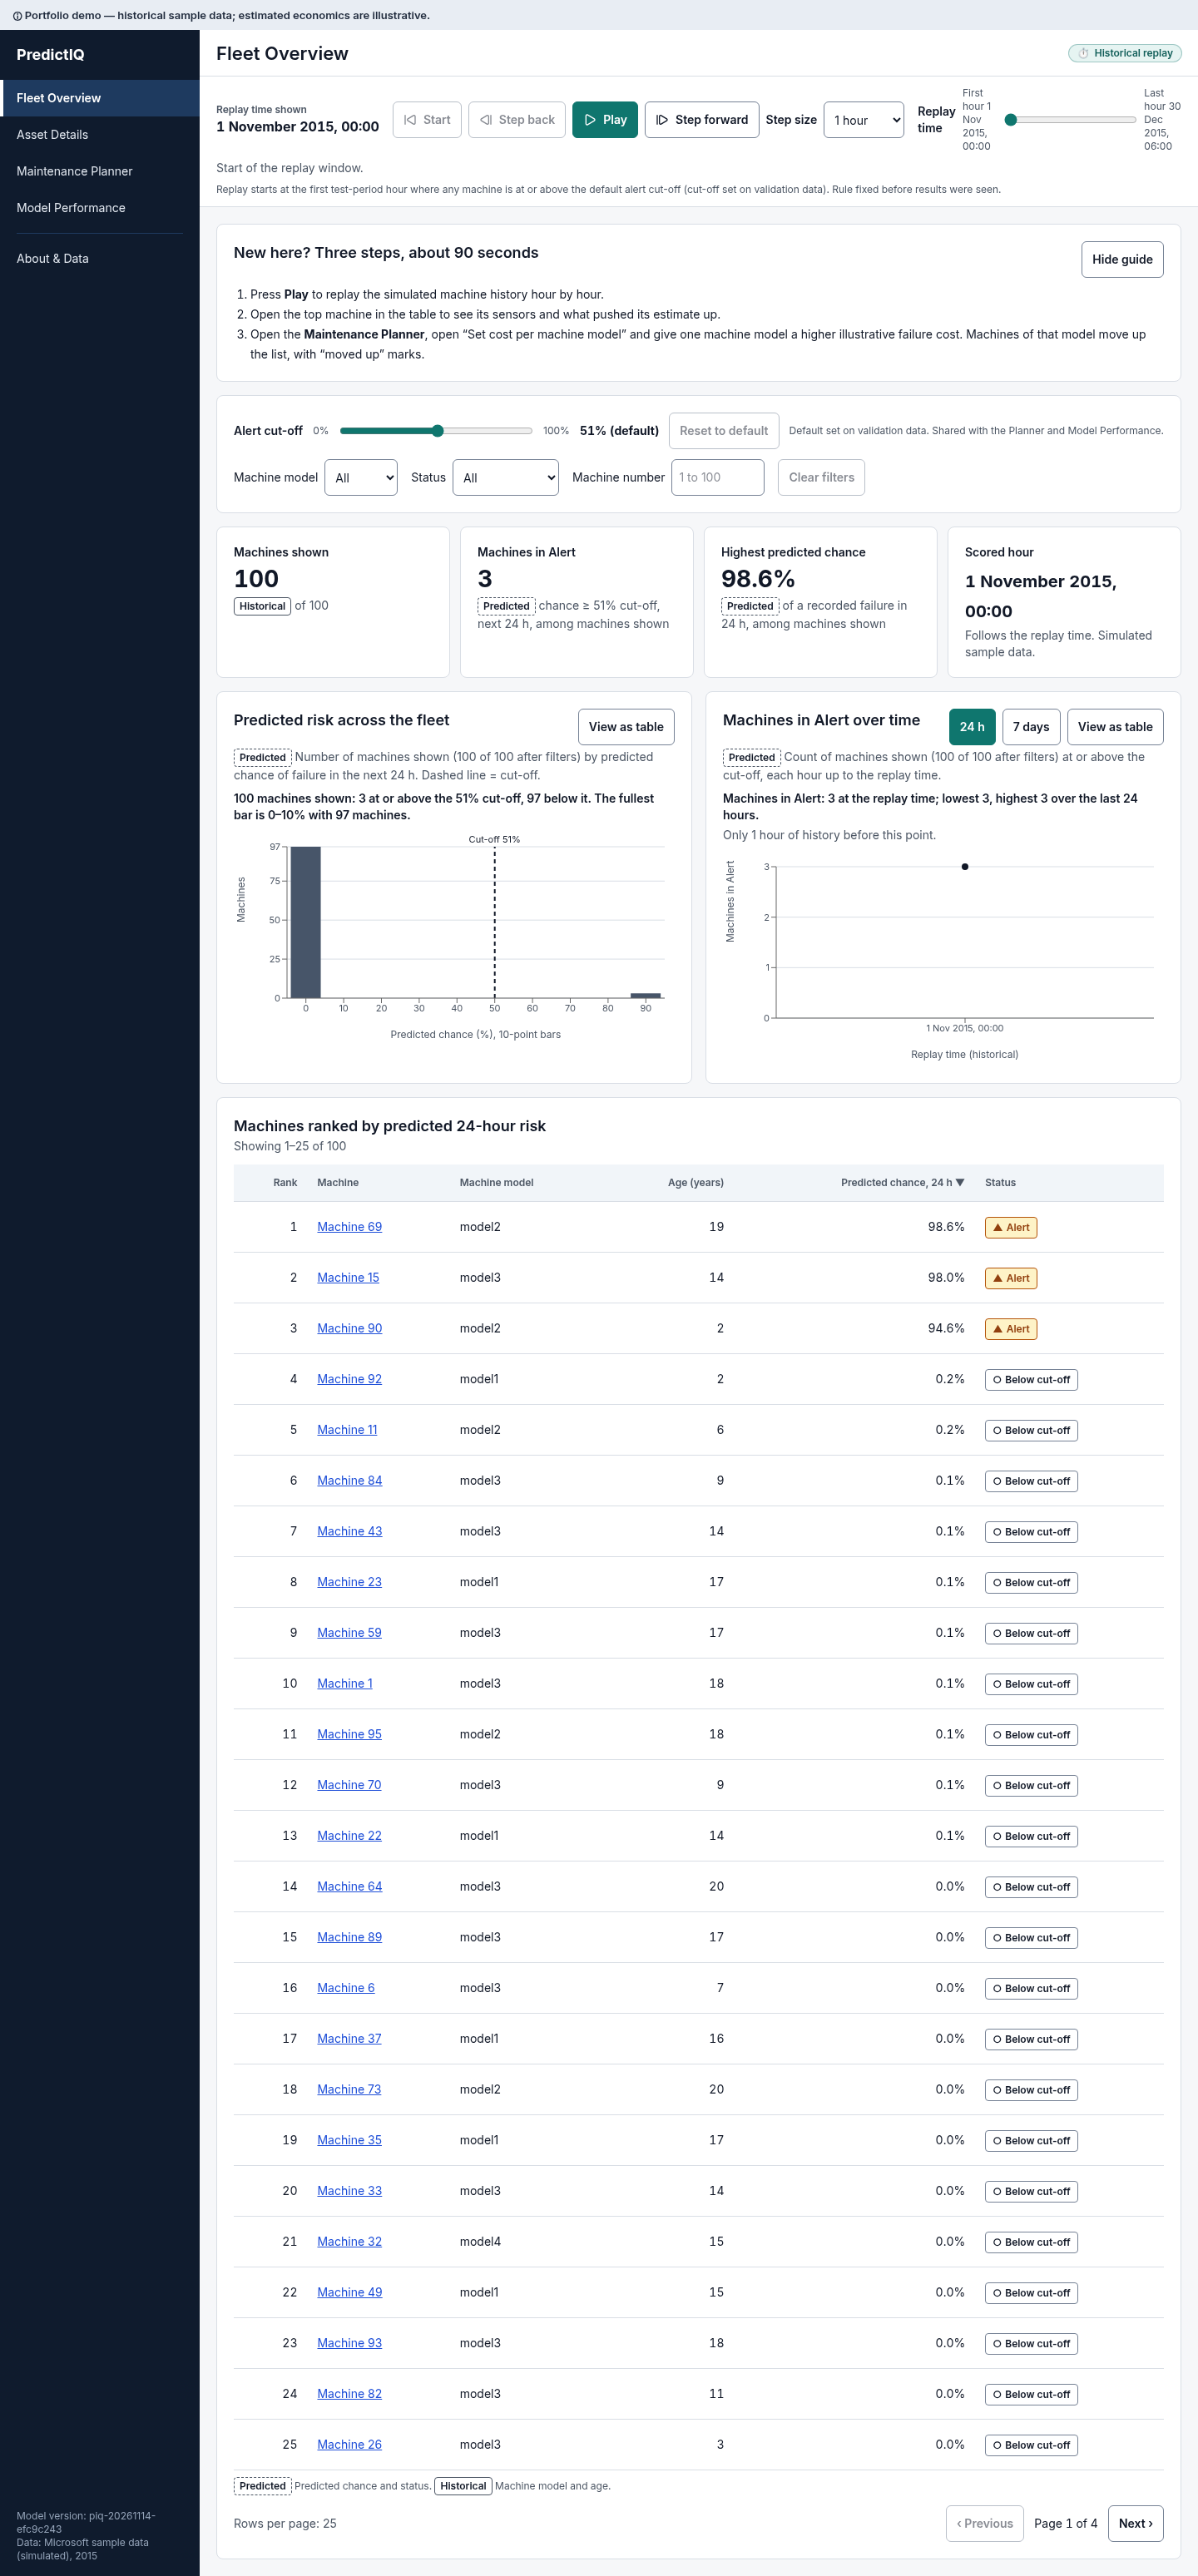 ⓘ Portfolio demo — historical sample data; estimated economics are illustrative.
PredictIQ
Fleet Overview
Asset Details
Maintenance Planner
Model Performance
About & Data
Model version: piq-20261114-
efc9c243
Data: Microsoft sample data
(simulated), 2015
Fleet Overview
Historical replay
Replay time shown
1 November 2015, 00:00
Start
Step back
Play
Step forward
Step size
1 hour
Replay
time
First
hour 1
Nov
2015,
00:00
Last
hour 30
Dec
2015,
06:00
Start of the replay window.
Replay starts at the first test-period hour where any machine is at or above the default alert cut-off (cut-off set on validation data). Rule fixed before results were seen.
New here? Three steps, about 90 seconds
Hide guide
1. Press Play to replay the simulated machine history hour by hour.
2. Open the top machine in the table to see its sensors and what pushed its estimate up.
3. Open the Maintenance Planner, open “Set cost per machine model” and give one machine model a higher illustrative failure cost. Machines of that model move up
the list, with “moved up” marks.
Alert cut-off 0% 100% 51% (default) Reset to default Default set on validation data. Shared with the Planner and Model Performance.
Machine model All Status All Machine number 1 to 100 Clear filters
Machines shown
100
Historical of 100
Machines in Alert
3
Predicted chance ≥ 51% cut-off,
next 24 h, among machines shown
Highest predicted chance
98.6%
Predicted of a recorded failure in
24 h, among machines shown
Scored hour
1 November 2015,
00:00
Follows the replay time. Simulated
sample data.
Predicted risk across the fleet
View as table
Predicted Number of machines shown (100 of 100 after filters) by predicted
chance of failure in the next 24 h. Dashed line = cut-off.
100 machines shown: 3 at or above the 51% cut-off, 97 below it. The fullest
bar is 0–10% with 97 machines.
Cut-off 51%
Machines
97
75
50
25
0
0 10 20 30 40 50 60 70 80 90
Predicted chance (%), 10-point bars
Machines in Alert over time
24 h
7 days
View as table
Predicted Count of machines shown (100 of 100 after filters) at or above the
cut-off, each hour up to the replay time.
Machines in Alert: 3 at the replay time; lowest 3, highest 3 over the last 24
hours.
Only 1 hour of history before this point.
Machines in Alert
3
2
1
0
1 Nov 2015, 00:00
Replay time (historical)
Machines ranked by predicted 24-hour risk
Showing 1–25 of 100
Rank Machine Machine model Age (years) Predicted chance, 24 h ▼ Status
1 Machine 69 model2 19 98.6% ▲ Alert
2 Machine 15 model3 14 98.0% ▲ Alert
3 Machine 90 model2 2 94.6% ▲ Alert
4 Machine 92 model1 2 0.2% Below cut-off
5 Machine 11 model2 6 0.2% Below cut-off
6 Machine 84 model3 9 0.1% Below cut-off
7 Machine 43 model3 14 0.1% Below cut-off
8 Machine 23 model1 17 0.1% Below cut-off
9 Machine 59 model3 17 0.1% Below cut-off
10 Machine 1 model3 18 0.1% Below cut-off
11 Machine 95 model2 18 0.1% Below cut-off
12 Machine 70 model3 9 0.1% Below cut-off
13 Machine 22 model1 14 0.1% Below cut-off
14 Machine 64 model3 20 0.0% Below cut-off
15 Machine 89 model3 17 0.0% Below cut-off
16 Machine 6 model3 7 0.0% Below cut-off
17 Machine 37 model1 16 0.0% Below cut-off
18 Machine 73 model2 20 0.0% Below cut-off
19 Machine 35 model1 17 0.0% Below cut-off
20 Machine 33 model3 14 0.0% Below cut-off
21 Machine 32 model4 15 0.0% Below cut-off
22 Machine 49 model1 15 0.0% Below cut-off
23 Machine 93 model3 18 0.0% Below cut-off
24 Machine 82 model3 11 0.0% Below cut-off
25 Machine 26 model3 3 0.0% Below cut-off
Predicted Predicted chance and status. Historical Machine model and age.
Rows per page: 25
‹ Previous Page 1 of 4 Next ›